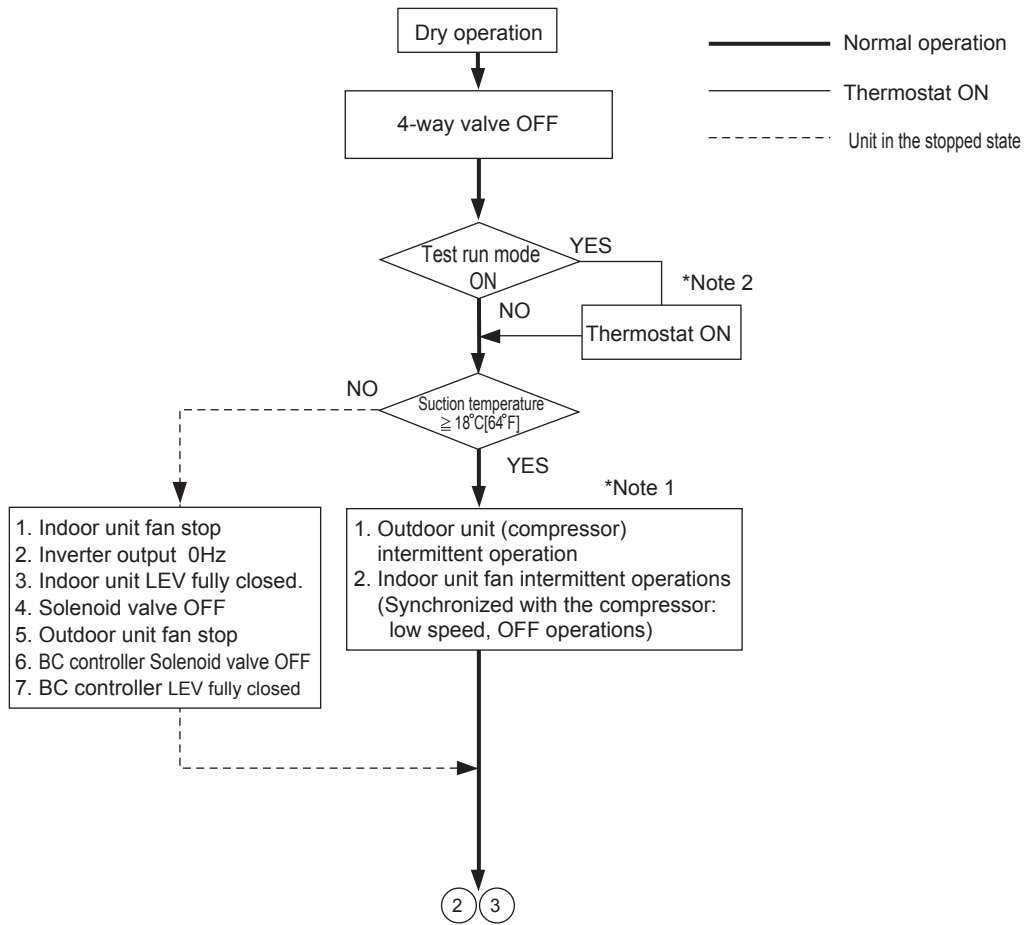 Dry operation
Normal operation
Thermostat ON
Unit in the stopped state
4-way valve OFF
Test run mode
ON
YES
*Note 2
NO
Thermostat ON
NO
Suction temperature
≧ 18°C[64°F]
YES
*Note 1
1. Indoor unit fan stop
2. Inverter output 0Hz
3. Indoor unit LEV fully closed.
4. Solenoid valve OFF
5. Outdoor unit fan stop
6. BC controller Solenoid valve OFF
7. BC controller LEV fully closed
1. Outdoor unit (compressor)
intermittent operation
2. Indoor unit fan intermittent operations
(Synchronized with the compressor:
low speed, OFF operations)
2 3